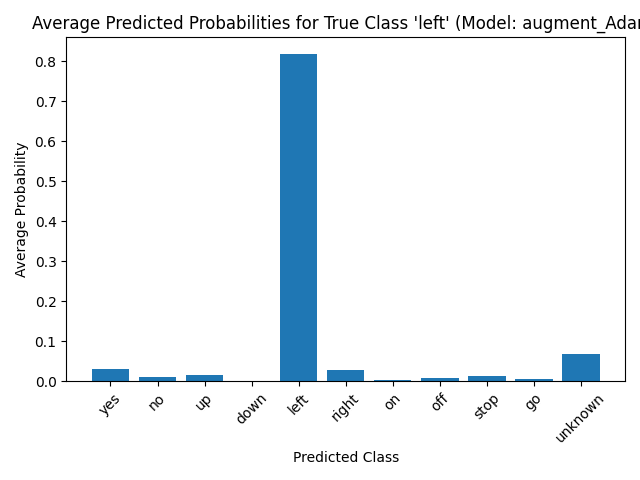 Average Predicted Probabilities for True Class 'left' (Model: augment_Adar
Average Probability
0.8
0.7
0.6
0.5
0.4
0.3
0.2
0.1
0.0
yes
no
up
down
left
right
on
off
stop
go
unknown
Predicted Class